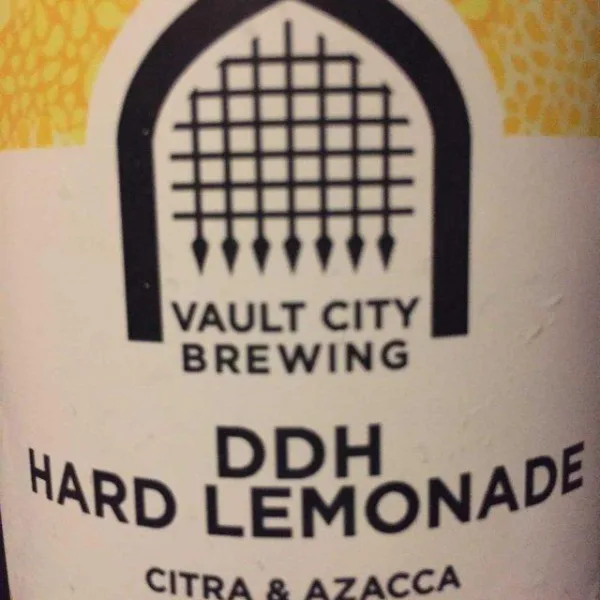 VAULT CITY
BREWING
DDH
HARD LEMONADE
CITRA & AZACCA